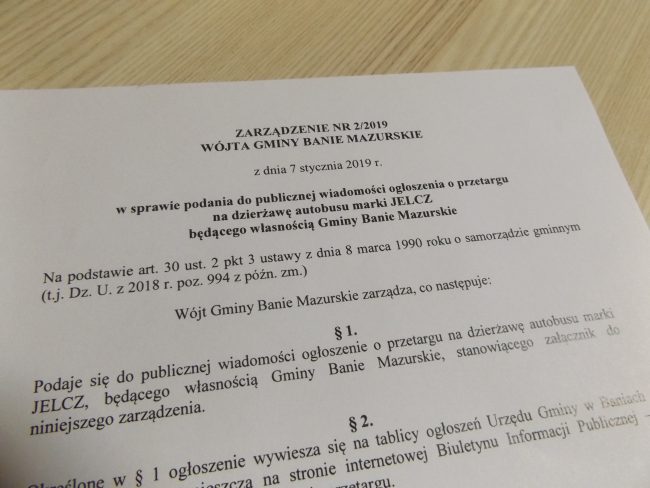 ZARZĄDZENIE NR 2/2019
WÓJTA GMINY BANIE MAZURSKIE
z dnia 7 stycznia 2019 r.
w sprawie podania do publicznej wiadomości ogłoszenia o przetargu
na dzierżawę autobusu marki JELCZ
będącego własnością Gminy Banie Mazurskie
Na podstawie art. 30 ust. 2 pkt 3 ustawy z dnia 8 marca 1990 roku o samorządzie gminnym
(t.j. Dz. U. z 2018 r. poz. 994 z późn. zm.)
Wójt Gminy Banie Mazurskie zarządza, co następuje:
§ 1.
Podaje się do publicznej wiadomości ogłoszenie o przetargu na dzierżawę autobusu marki
JELCZ, będącego własnością Gminy Banie Mazurskie, stanowiącego załącznik do
niniejszego zarządzenia.
§ 2.
Określone w § 1 ogłoszenie wywiesza się na tablicy ogłoszeń Urzędu Gminy w Baniach
na stronie internetowej Biuletynu Informacji Publicznej –
przetargu.